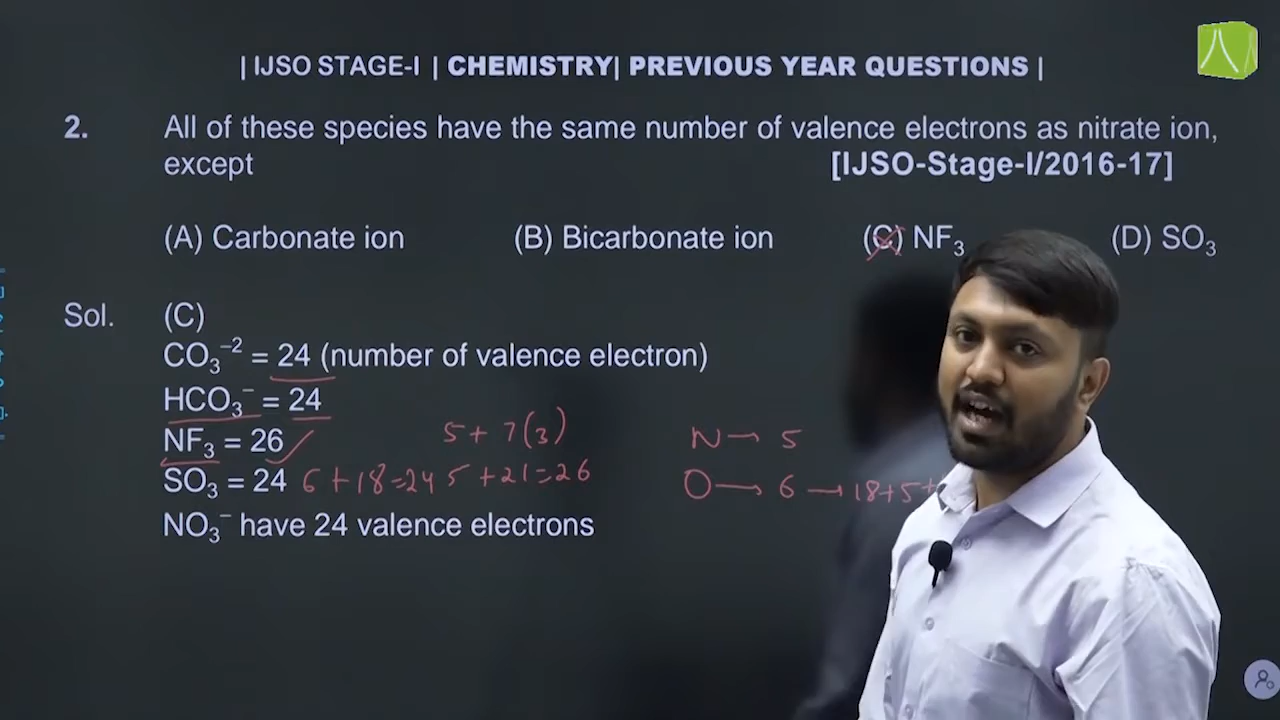 | IJSO STAGE-I | CHEMISTRY| PREVIOUS YEAR QUESTIONS |
2. All of these species have the same number of valence electrons as nitrate ion,
except [IJSO-Stage-I/2016-17]
(A) Carbonate ion (B) Bicarbonate ion (C) NF₃ (D) SO₃
Sol. (C)
CO₃⁻² = 24 (number of valence electron)
HCO₃⁻ = 24
5 + 7(3)
NF₃ = 26
N → 5
SO₃ = 24 6 + 18 = 24 5 + 21 = 26
O → 6 → 18 + 5 +
NO₃⁻ have 24 valence electrons